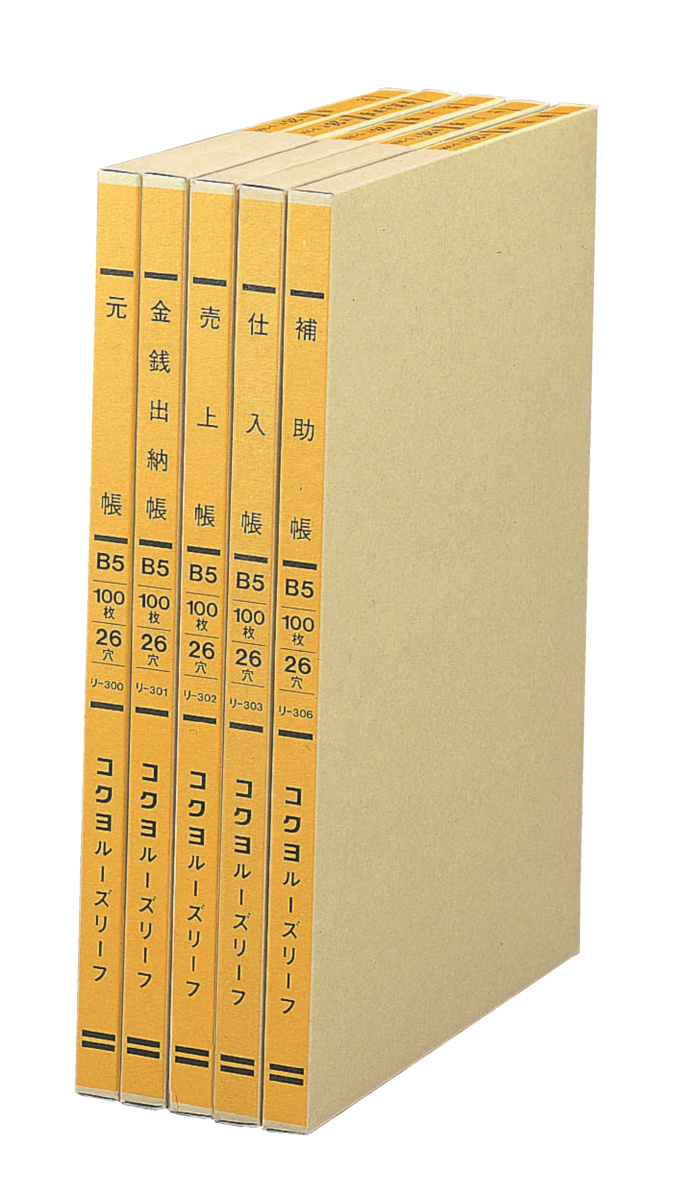 元帳
B5
100枚
26穴
リ-300
コクヨルーズリーフ
金銭出納帳
B5
100枚
26穴
リ-301
コクヨルーズリーフ
売上帳
B5
100枚
26穴
リ-302
コクヨルーズリーフ
仕入帳
B5
100枚
26穴
リ-303
コクヨルーズリーフ
補助帳
B5
100枚
26穴
リ-306
コクヨルーズリーフ